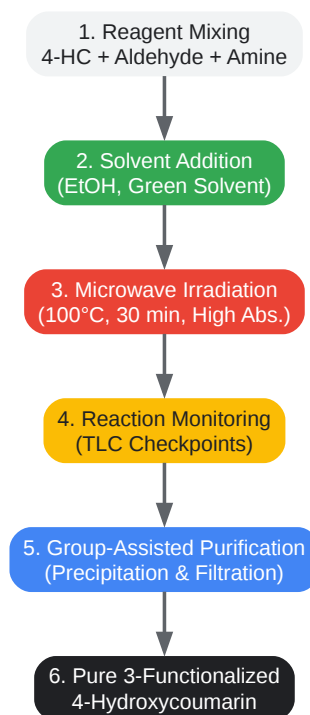 1. Reagent Mixing
4-HC + Aldehyde + Amine
2. Solvent Addition
(EtOH, Green Solvent)
3. Microwave Irradiation
(100°C, 30 min, High Abs.)
4. Reaction Monitoring
(TLC Checkpoints)
5. Group-Assisted Purification
(Precipitation & Filtration)
6. Pure 3-Functionalized
4-Hydroxycoumarin